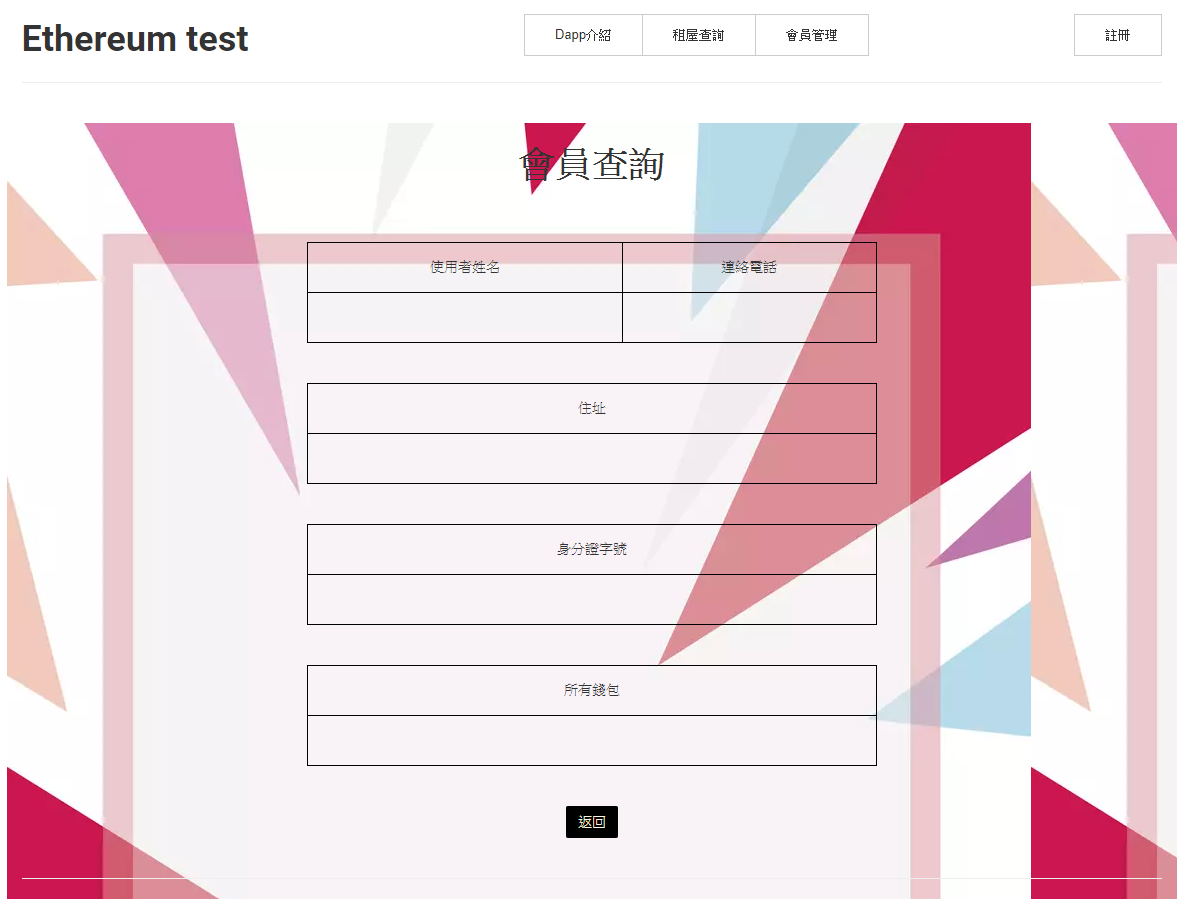 Ethereum test
Dapp介紹 租屋查詢 會員管理 註冊
會員查詢
使用者姓名 連絡電話
住址
身分證字號
所有錢包
返回